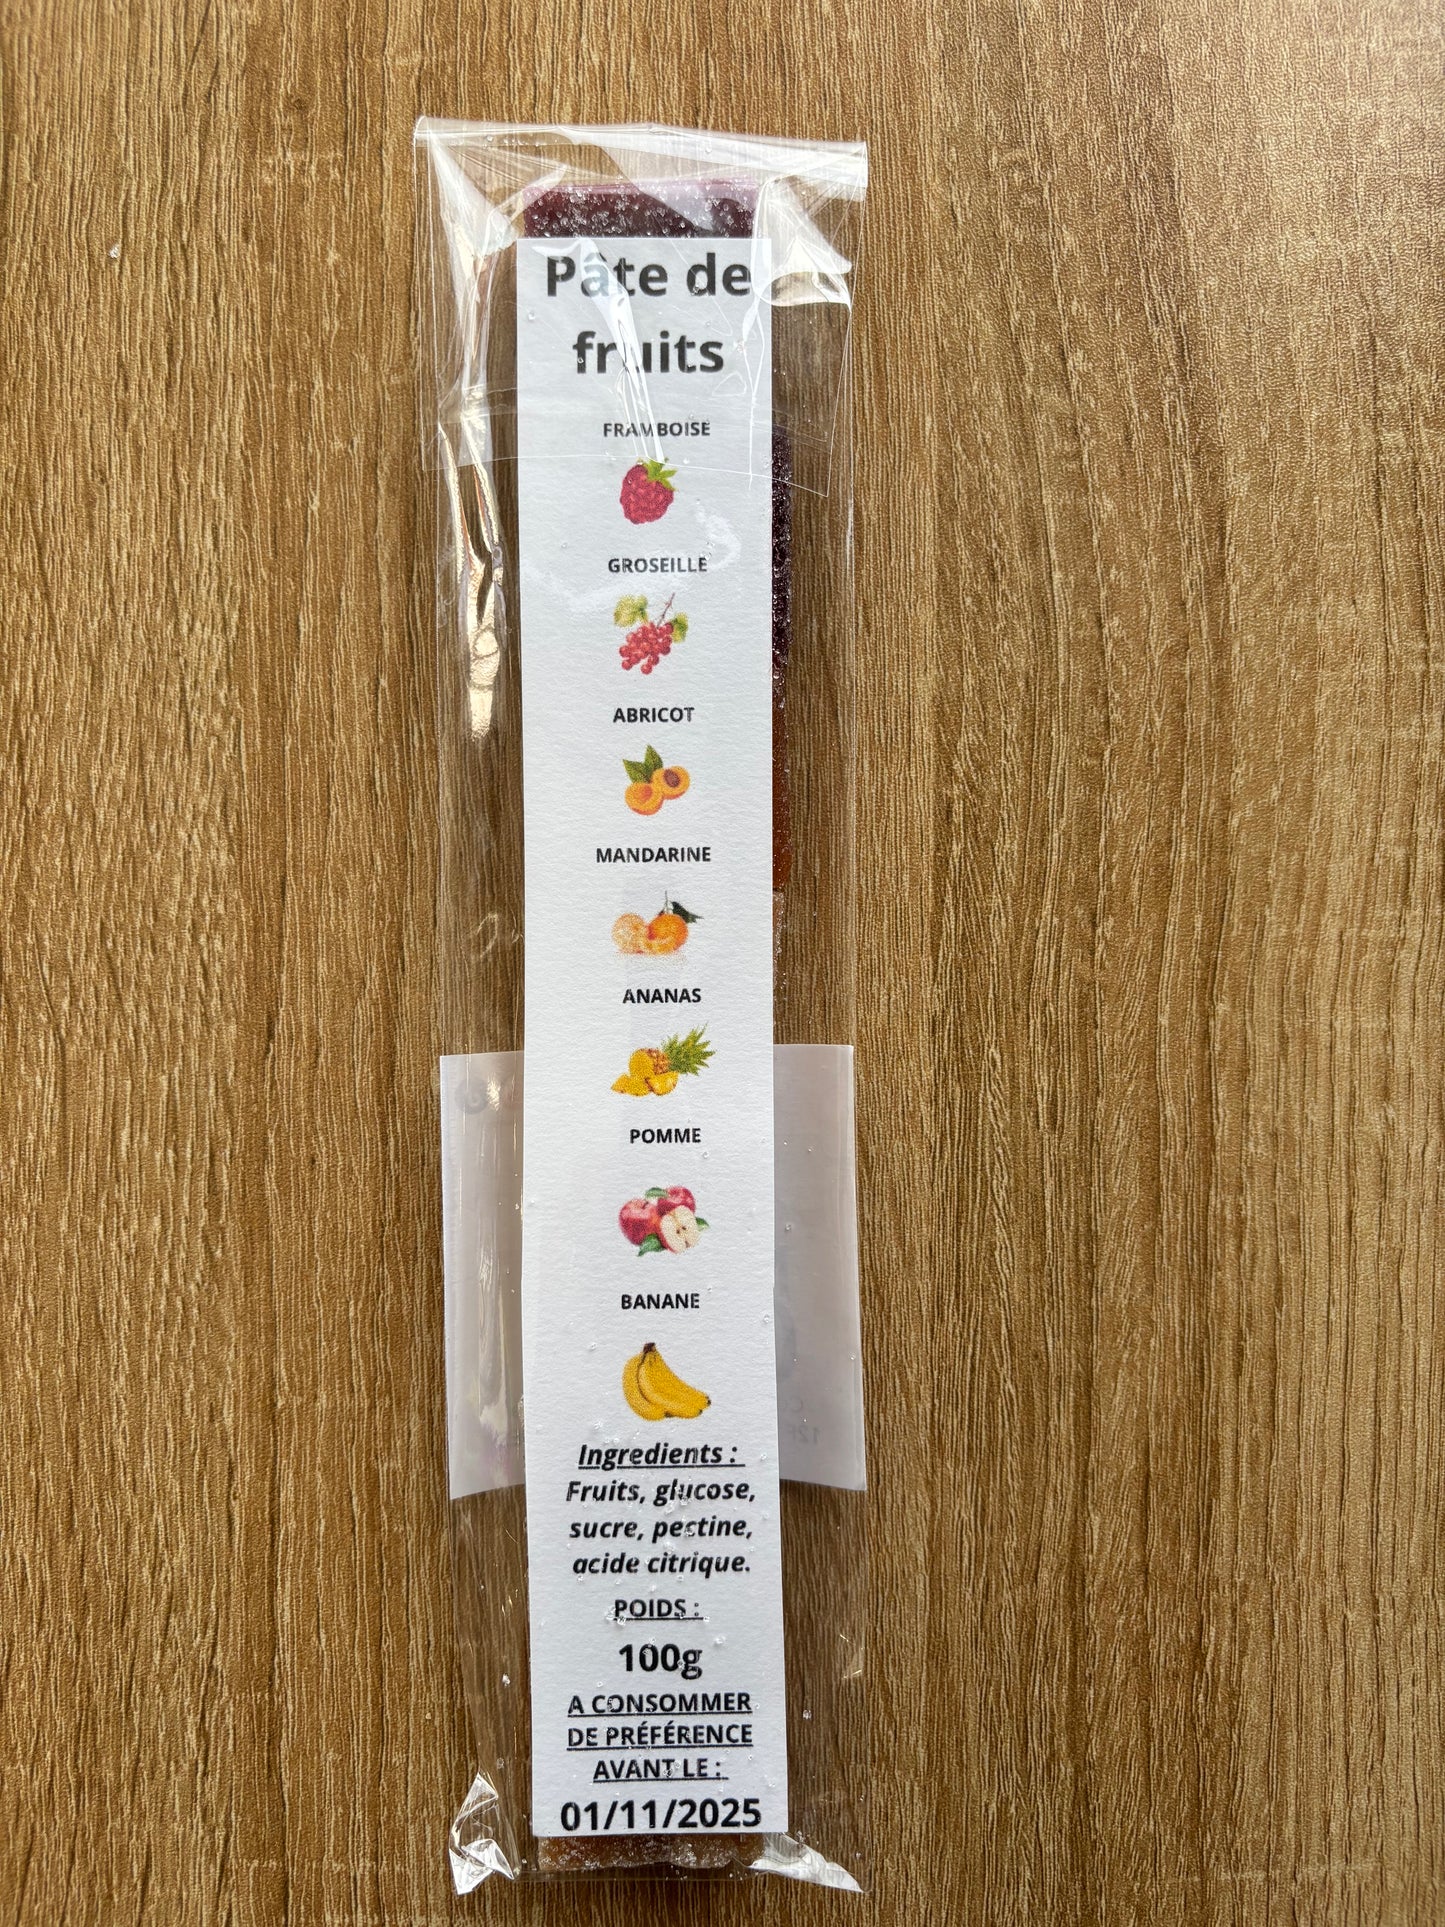 Pâte de
fruits
FRAMBOISE
GROSEILLE
ABRICOT
MANDARINE
ANANAS
POMME
BANANE
Ingredients :
Fruits, glucose,
sucre, pectine,
acide citrique.
POIDS :
100g
A CONSOMMER
DE PRÉFÉRENCE
AVANT LE :
01/11/2025